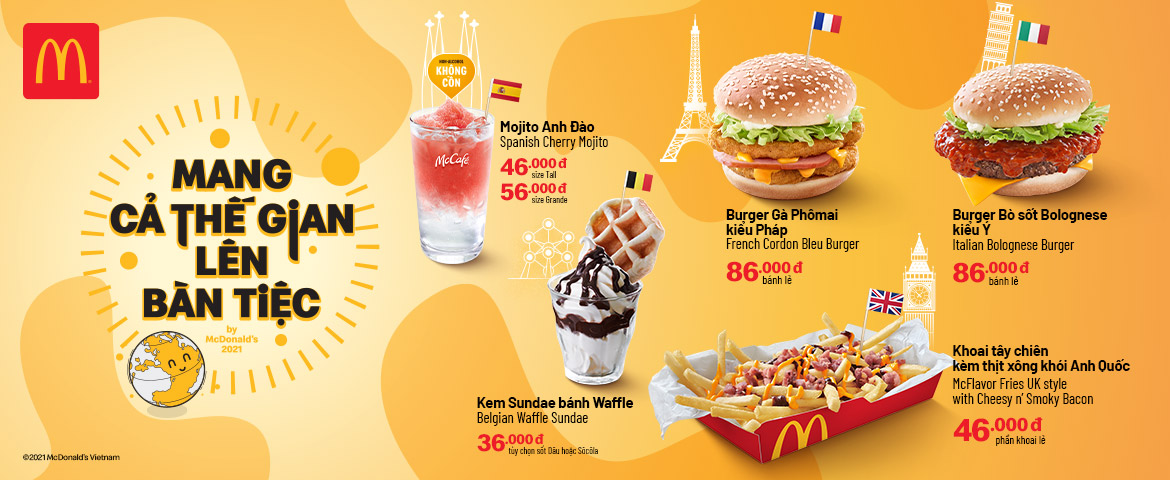 MANG
CẢ THẾ GIAN
LÊN
BÀN TIỆC
by
McDonald's
2021
©2021 McDonald's Vietnam
NON-ALCOHOL
KHÔNG
CỒN
McCafé
Mojito Anh Đào
Spanish Cherry Mojito
46.000 đ
size Tall
56.000 đ
size Grande
Kem Sundae bánh Waffle
Belgian Waffle Sundae
36.000 đ
tùy chọn sốt Dâu hoặc Sôcôla
Burger Gà Phômai
kiểu Pháp
French Cordon Bleu Burger
86.000 đ
bánh lẻ
Burger Bò sốt Bolognese
kiểu Ý
Italian Bolognese Burger
86.000 đ
bánh lẻ
Khoai tây chiên
kèm thịt xông khói Anh Quốc
McFlavor Fries UK style
with Cheesy n' Smoky Bacon
46.000 đ
phần khoai lẻ